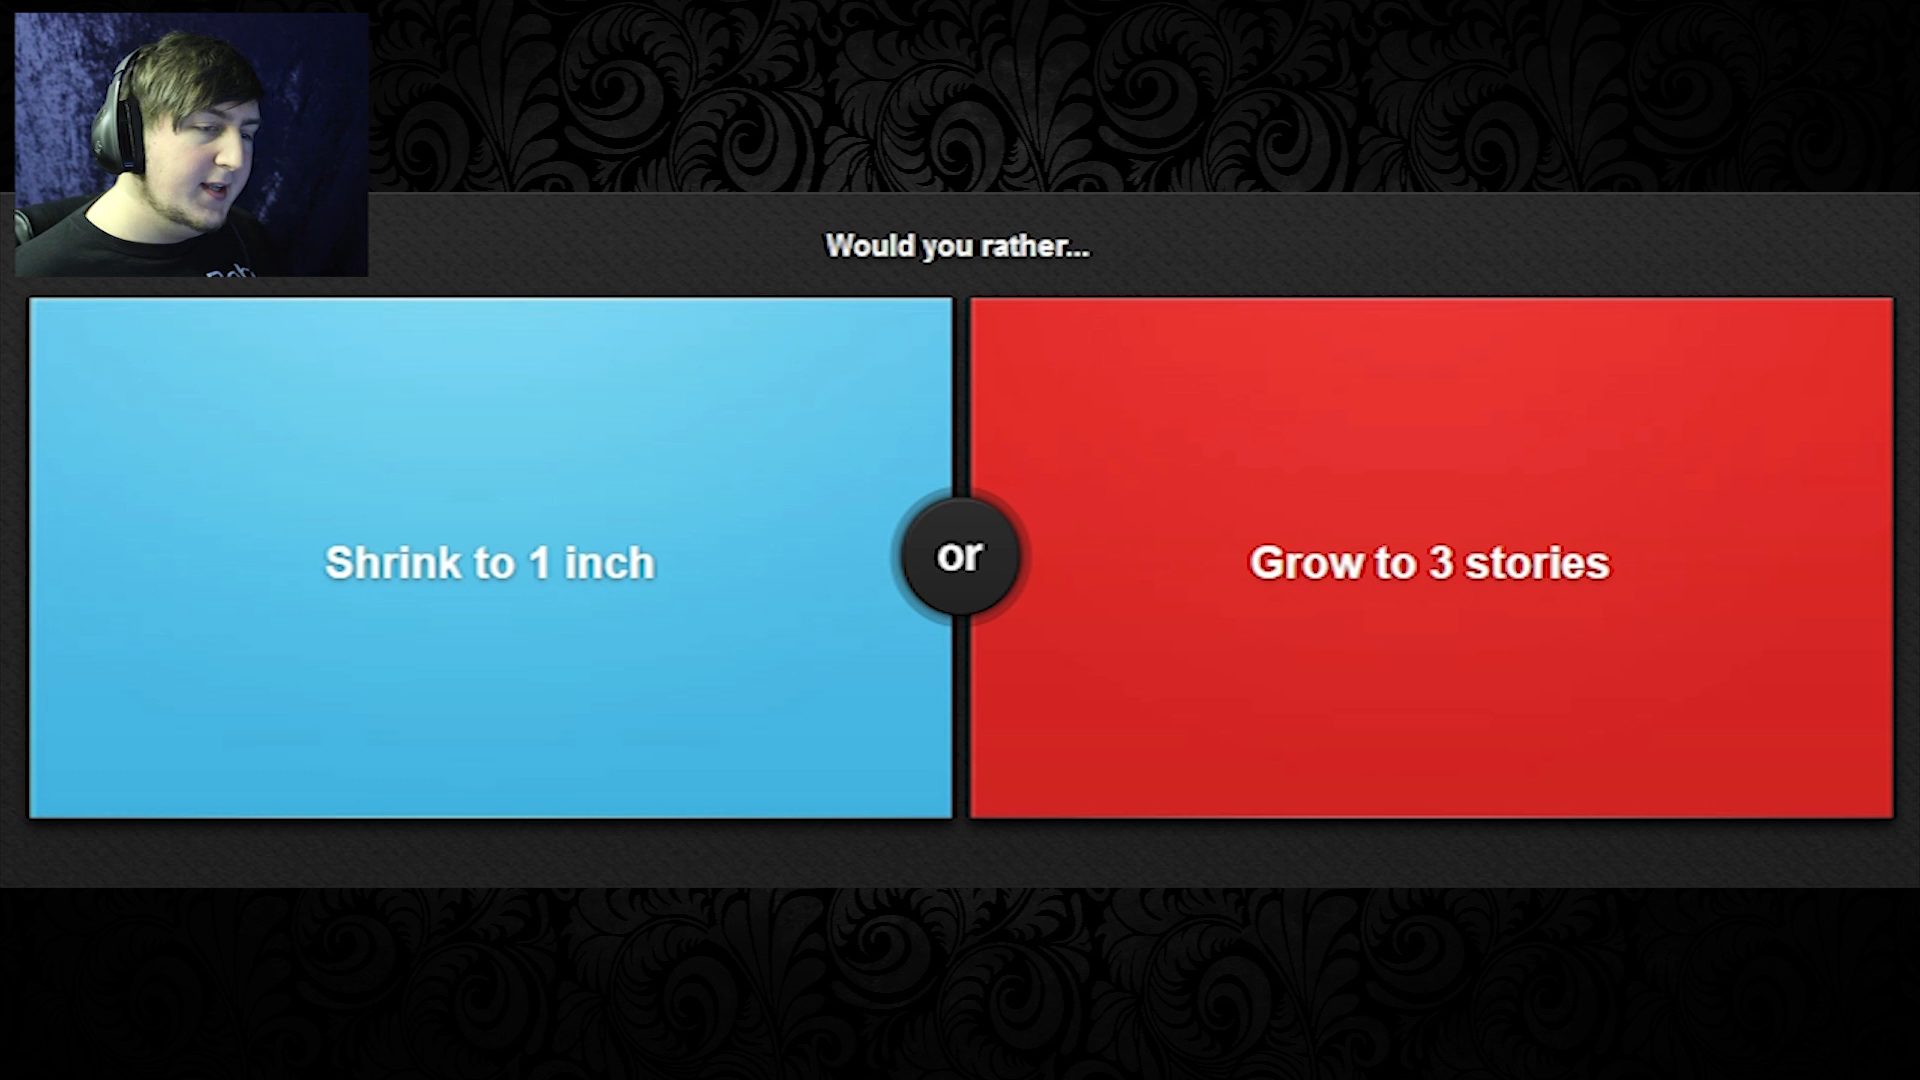 Would you rather...
Shrink to 1 inch
or
Grow to 3 stories